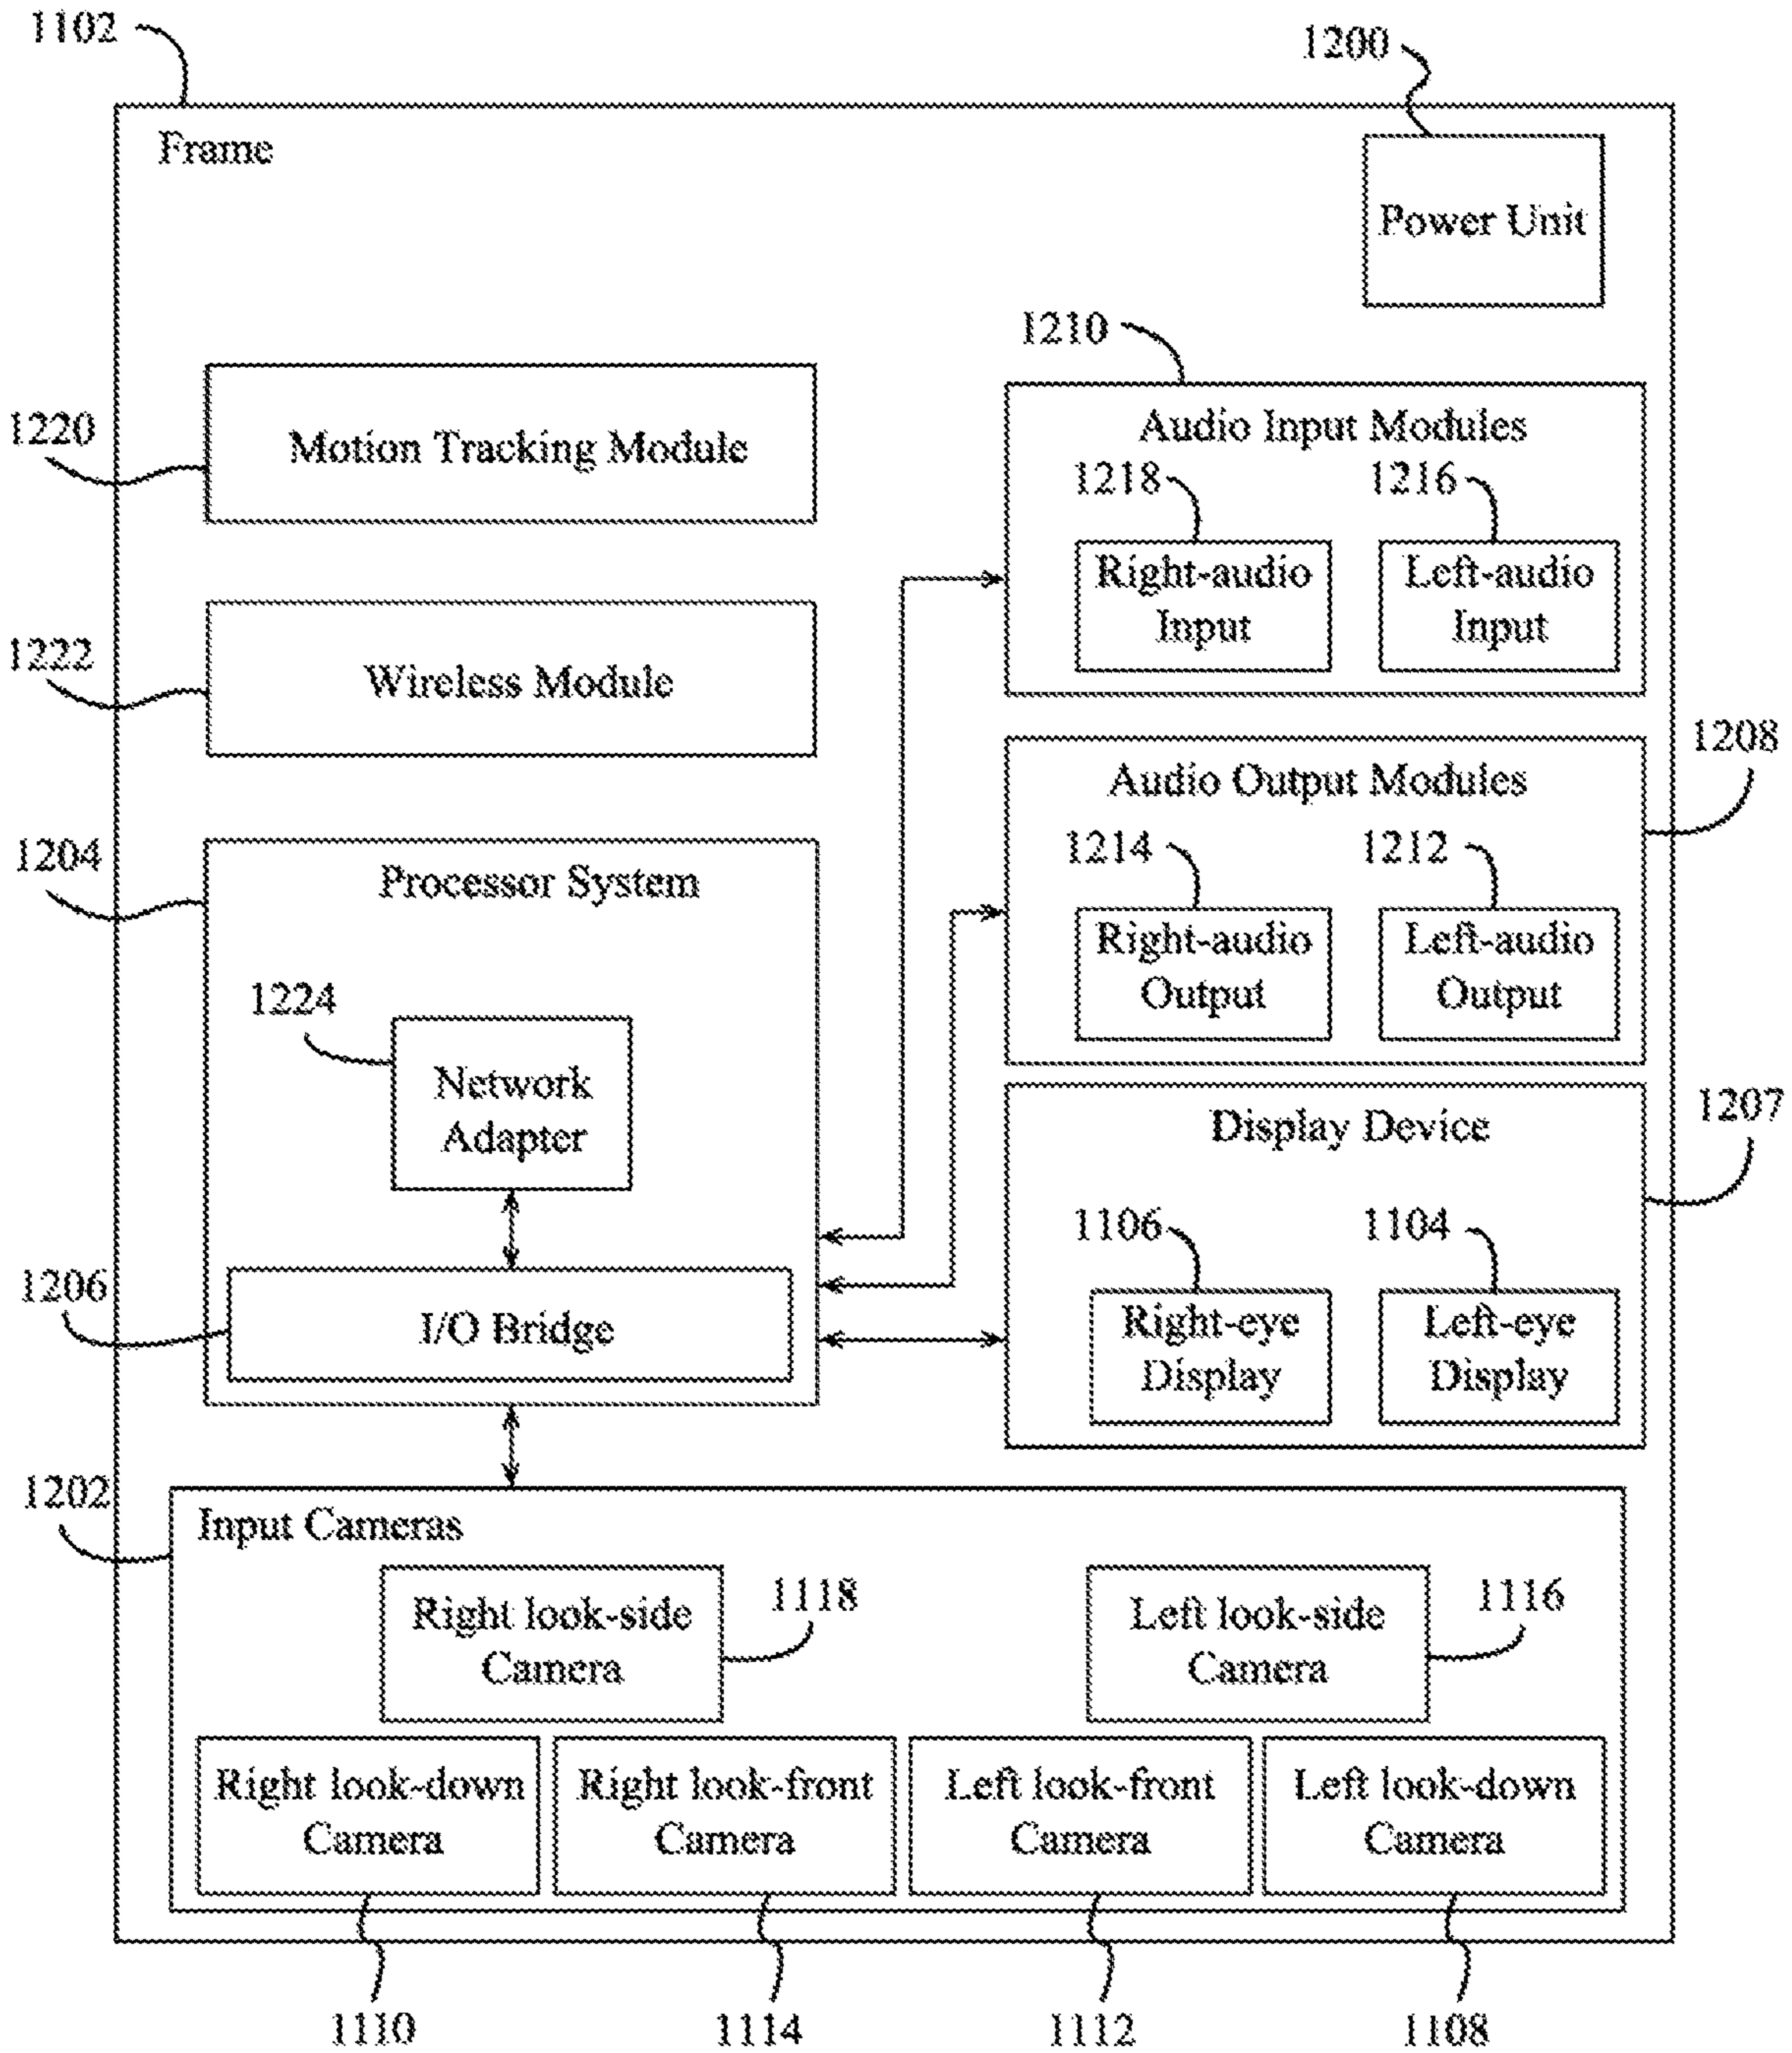 1102
1200
Frame
Power Unit
1210
1220
Motion Tracking Module
Audio Input Modules
1218
1216
Right-audio
Input
Left-audio
Input
1222
Wireless Module
1208
Audio Output Modules
1214
1212
Right-audio
Output
Left-audio
Output
1204
Processor System
1224
Network
Adapter
1207
Display Device
1106
1104
Right-eye
Display
Left-eye
Display
1206
I/O Bridge
1202
Input Cameras
Right look-side
Camera
1118
Left look-side
Camera
1116
Right look-down
Camera
Right look-front
Camera
Left look-front
Camera
Left look-down
Camera
1110
1114
1112
1108